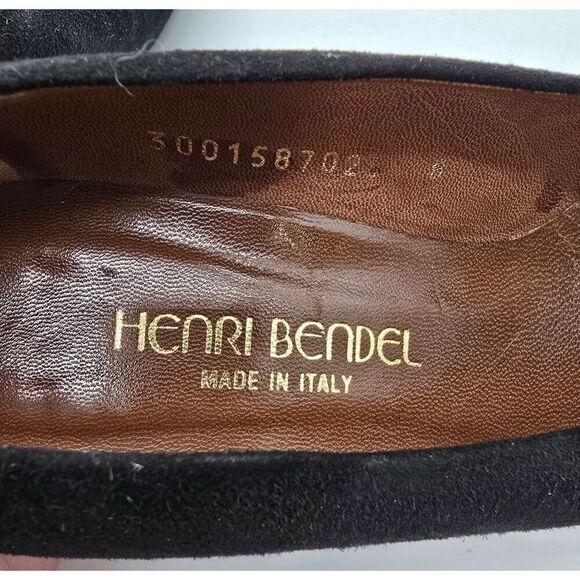 300158702
HENRI BENDEL
MADE IN ITALY